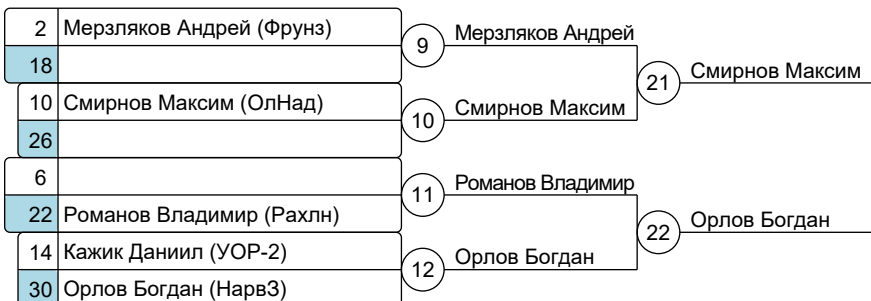 2 Мерзляков Андрей (Фрунз)
9 Мерзляков Андрей
18
21 Смирнов Максим
10 Смирнов Максим (ОлНад)
10 Смирнов Максим
26
6
11 Романов Владимир
22 Романов Владимир (Рахлн)
22 Орлов Богдан
14 Кажик Даниил (УОР-2)
12 Орлов Богдан
30 Орлов Богдан (Нарв3)